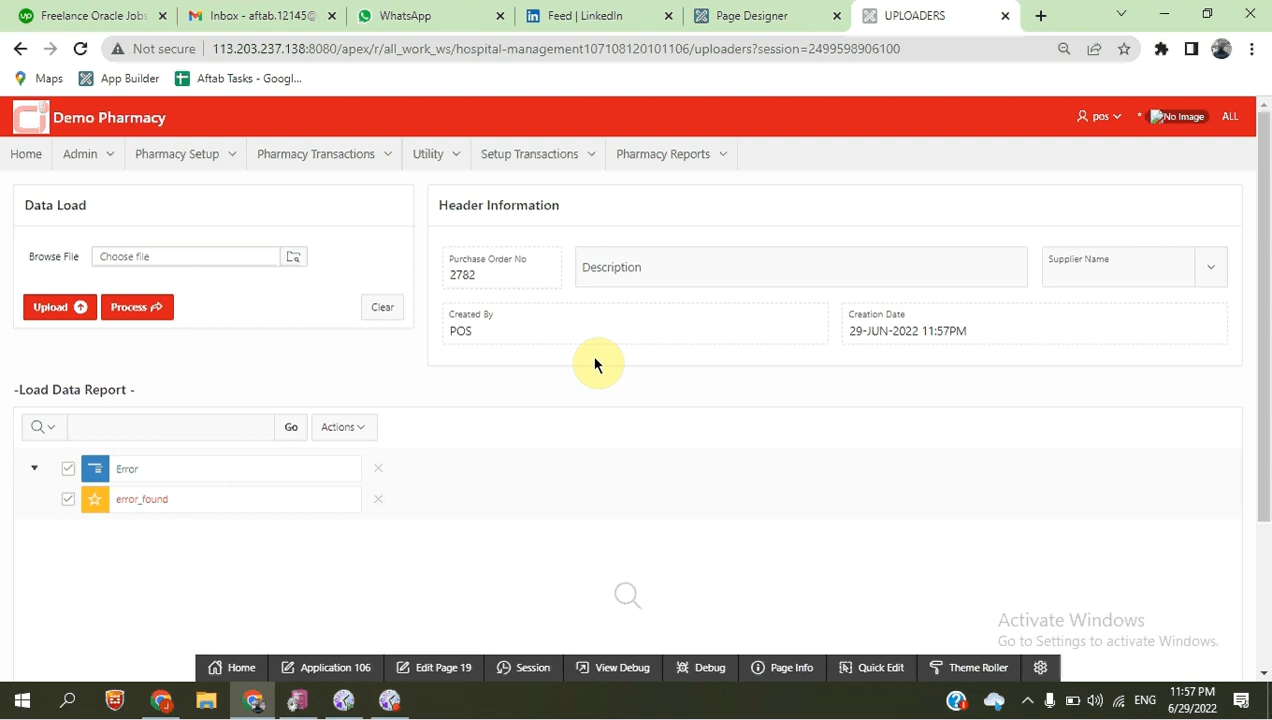 Freelance Oracle Jobs
Inbox - aftab.12145@
WhatsApp
Feed | LinkedIn
Page Designer
UPLOADERS
Not secure
113.203.237.138:8080/apex/r/all_work_ws/hospital-management107108120101106/uploaders?session=2499598906100
Maps
App Builder
Aftab Tasks - Googl...
Demo Pharmacy
pos
* No Image
ALL
Home
Admin
Pharmacy Setup
Pharmacy Transactions
Utility
Setup Transactions
Pharmacy Reports
Data Load
Browse File
Choose file
Upload
Process
Clear
Header Information
Purchase Order No
2782
Description
Supplier Name
Created By
POS
Creation Date
29-JUN-2022 11:57PM
-Load Data Report -
Go
Actions
Error
error_found
Activate Windows
Go to Settings to activate Windows.
Home
Application 106
Edit Page 19
Session
View Debug
Debug
Page Info
Quick Edit
Theme Roller
ENG
11:57 PM
6/29/2022